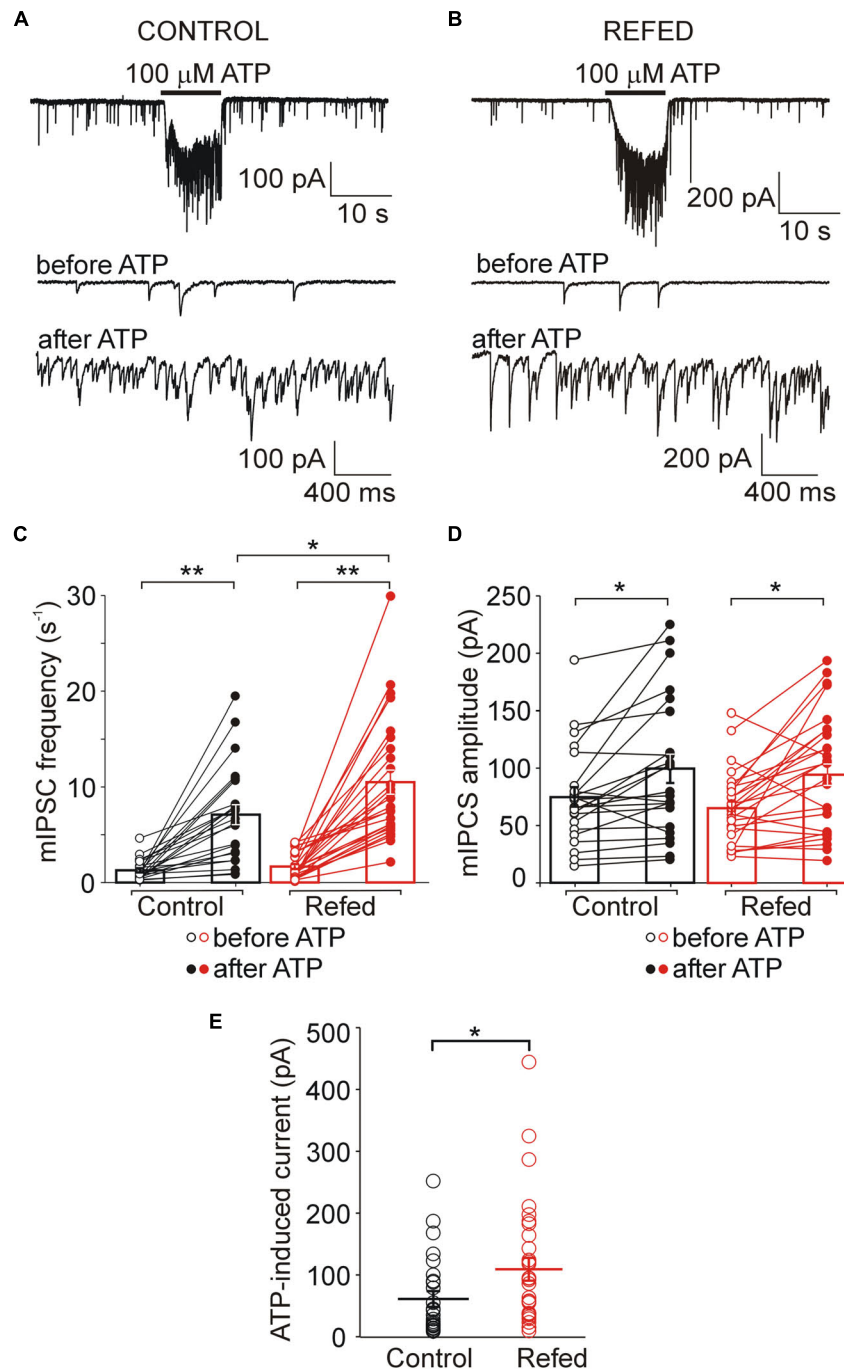 A
CONTROL
100 μM ATP
100 pA
10 s
before ATP
after ATP
100 pA
400 ms
B
REFED
100 μM ATP
200 pA
10 s
before ATP
after ATP
200 pA
400 ms
C
*
**
**
mIPSC frequency (s-1)
30
20
10
0
Control
Refed
before ATP
after ATP
D
*
*
mIPCS amplitude (pA)
250
200
150
100
50
0
Control
Refed
before ATP
after ATP
E
*
ATP-induced current (pA)
500
400
300
200
100
0
Control
Refed